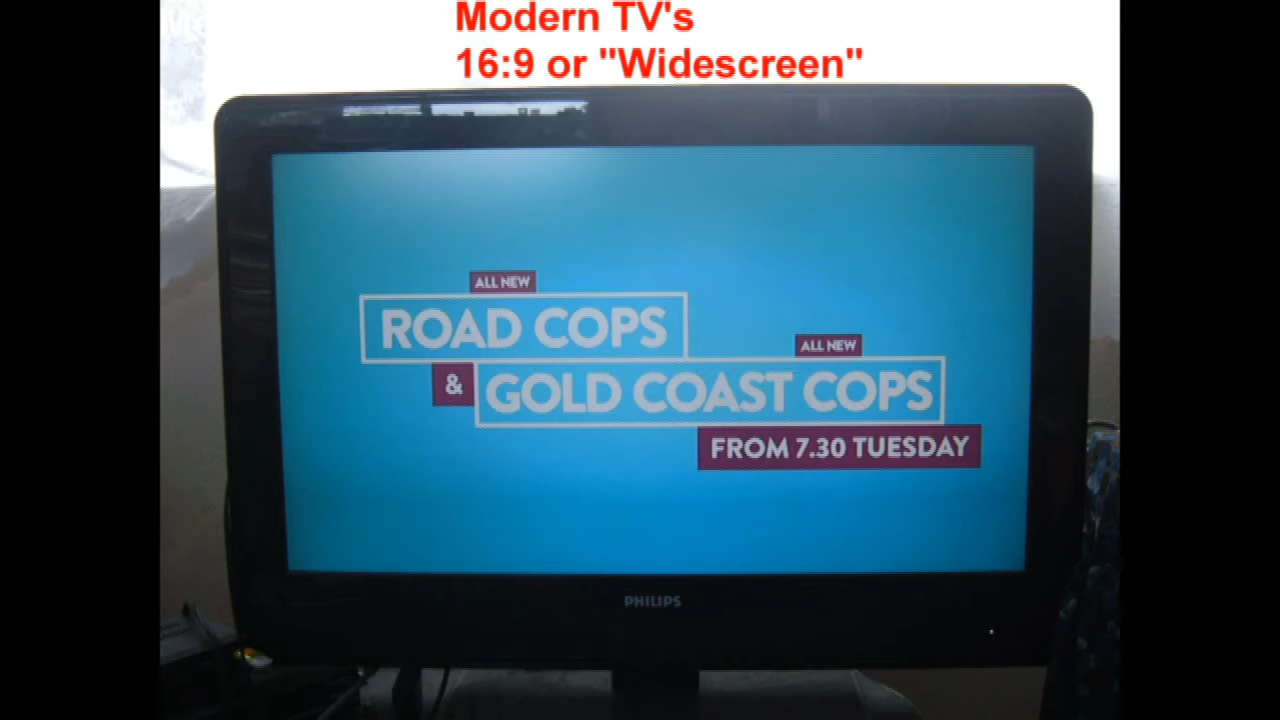 Modern TV's
16:9 or "Widescreen"
ALL NEW
ROAD COPS
ALL NEW
& GOLD COAST COPS
FROM 7.30 TUESDAY
PHILIPS